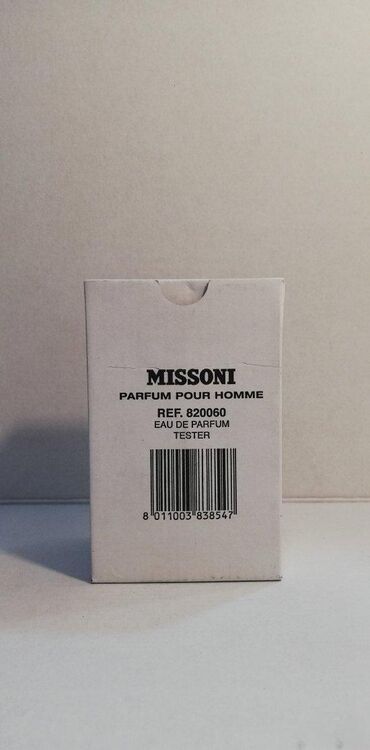 MISSONI
PARFUM POUR HOMME
REF. 820060
EAU DE PARFUM
TESTER
8 011003 838547